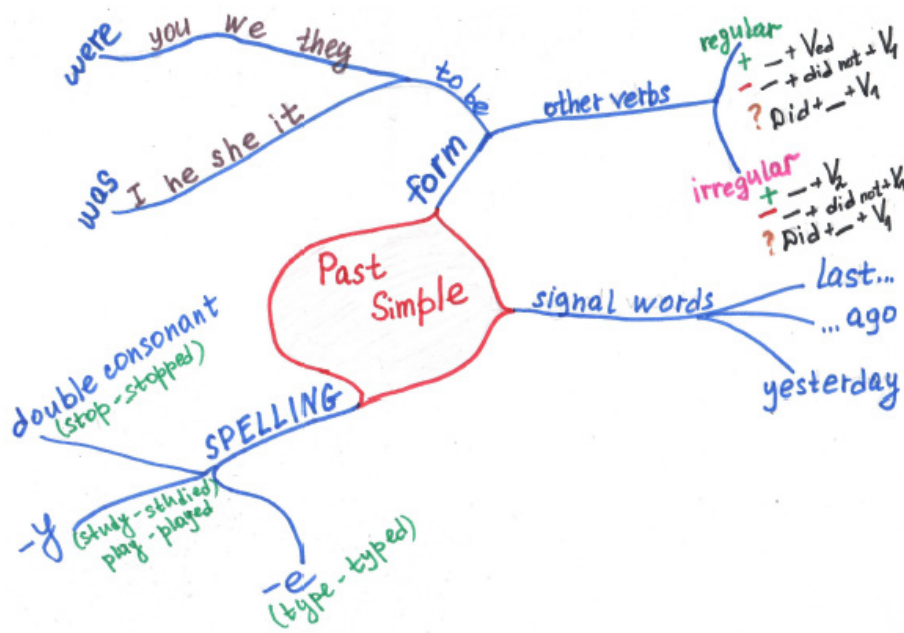 Past
Simple
form
to be
were
you we they
was
I he she it
other verbs
regular
+ _ + Ved
- _ + did not + V1
? Did + _ + V1
irregular
+ _ + V2
- _ + did not + V1
? Did + _ + V1
signal words
Last...
...ago
yesterday
SPELLING
double consonant
(stop-stopped)
-y
(study-sthdied)
play-played
-e
(type-typed)